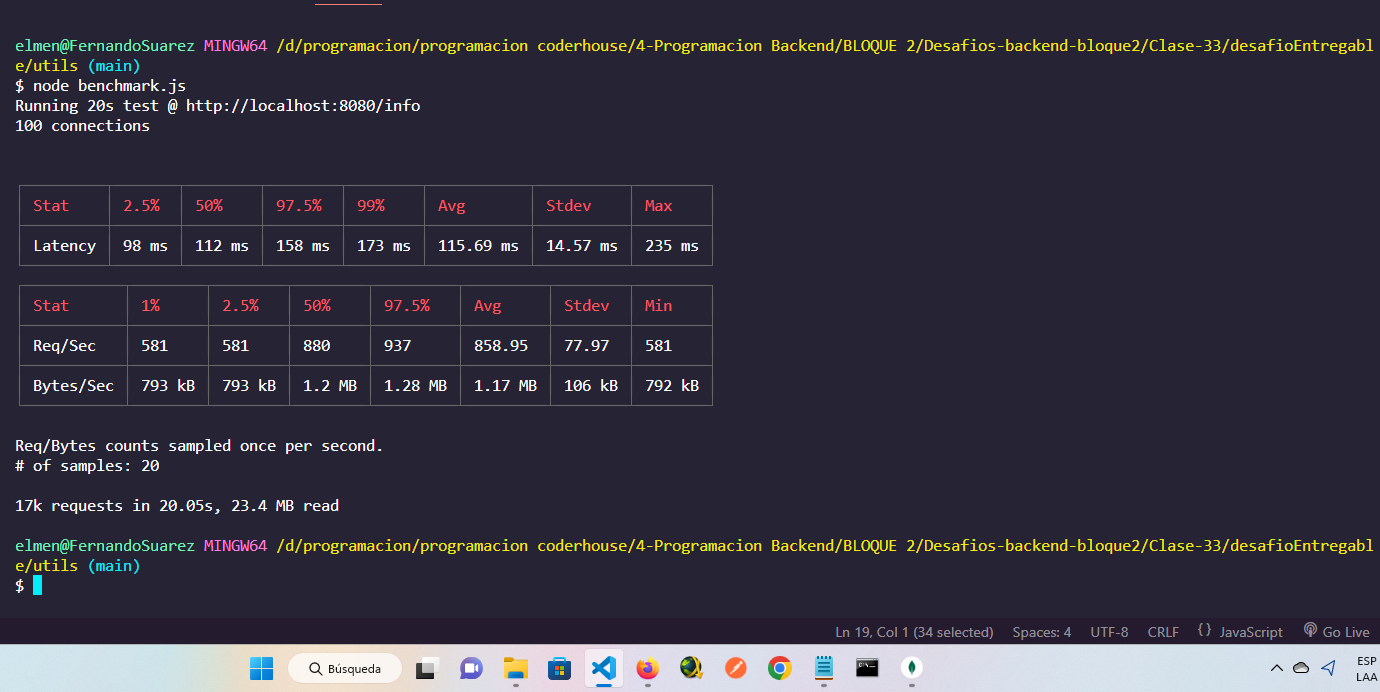 elmen@FernandoSuarez MINGW64 /d/programacion/programacion coderhouse/4-Programacion Backend/BLOQUE 2/Desafios-backend-bloque2/Clase-33/desafioEntregabl
e/utils (main)
$ node benchmark.js
Running 20s test @ http://localhost:8080/info
100 connections
Stat 2.5% 50% 97.5% 99% Avg Stdev Max
Latency 98 ms 112 ms 158 ms 173 ms 115.69 ms 14.57 ms 235 ms
Stat 1% 2.5% 50% 97.5% Avg Stdev Min
Req/Sec 581 581 880 937 858.95 77.97 581
Bytes/Sec 793 kB 793 kB 1.2 MB 1.28 MB 1.17 MB 106 kB 792 kB
Req/Bytes counts sampled once per second.
# of samples: 20
17k requests in 20.05s, 23.4 MB read
elmen@FernandoSuarez MINGW64 /d/programacion/programacion coderhouse/4-Programacion Backend/BLOQUE 2/Desafios-backend-bloque2/Clase-33/desafioEntregabl
e/utils (main)
$
Ln 19, Col 1 (34 selected) Spaces: 4 UTF-8 CRLF {} JavaScript Go Live
Búsqueda
ESP
LAA